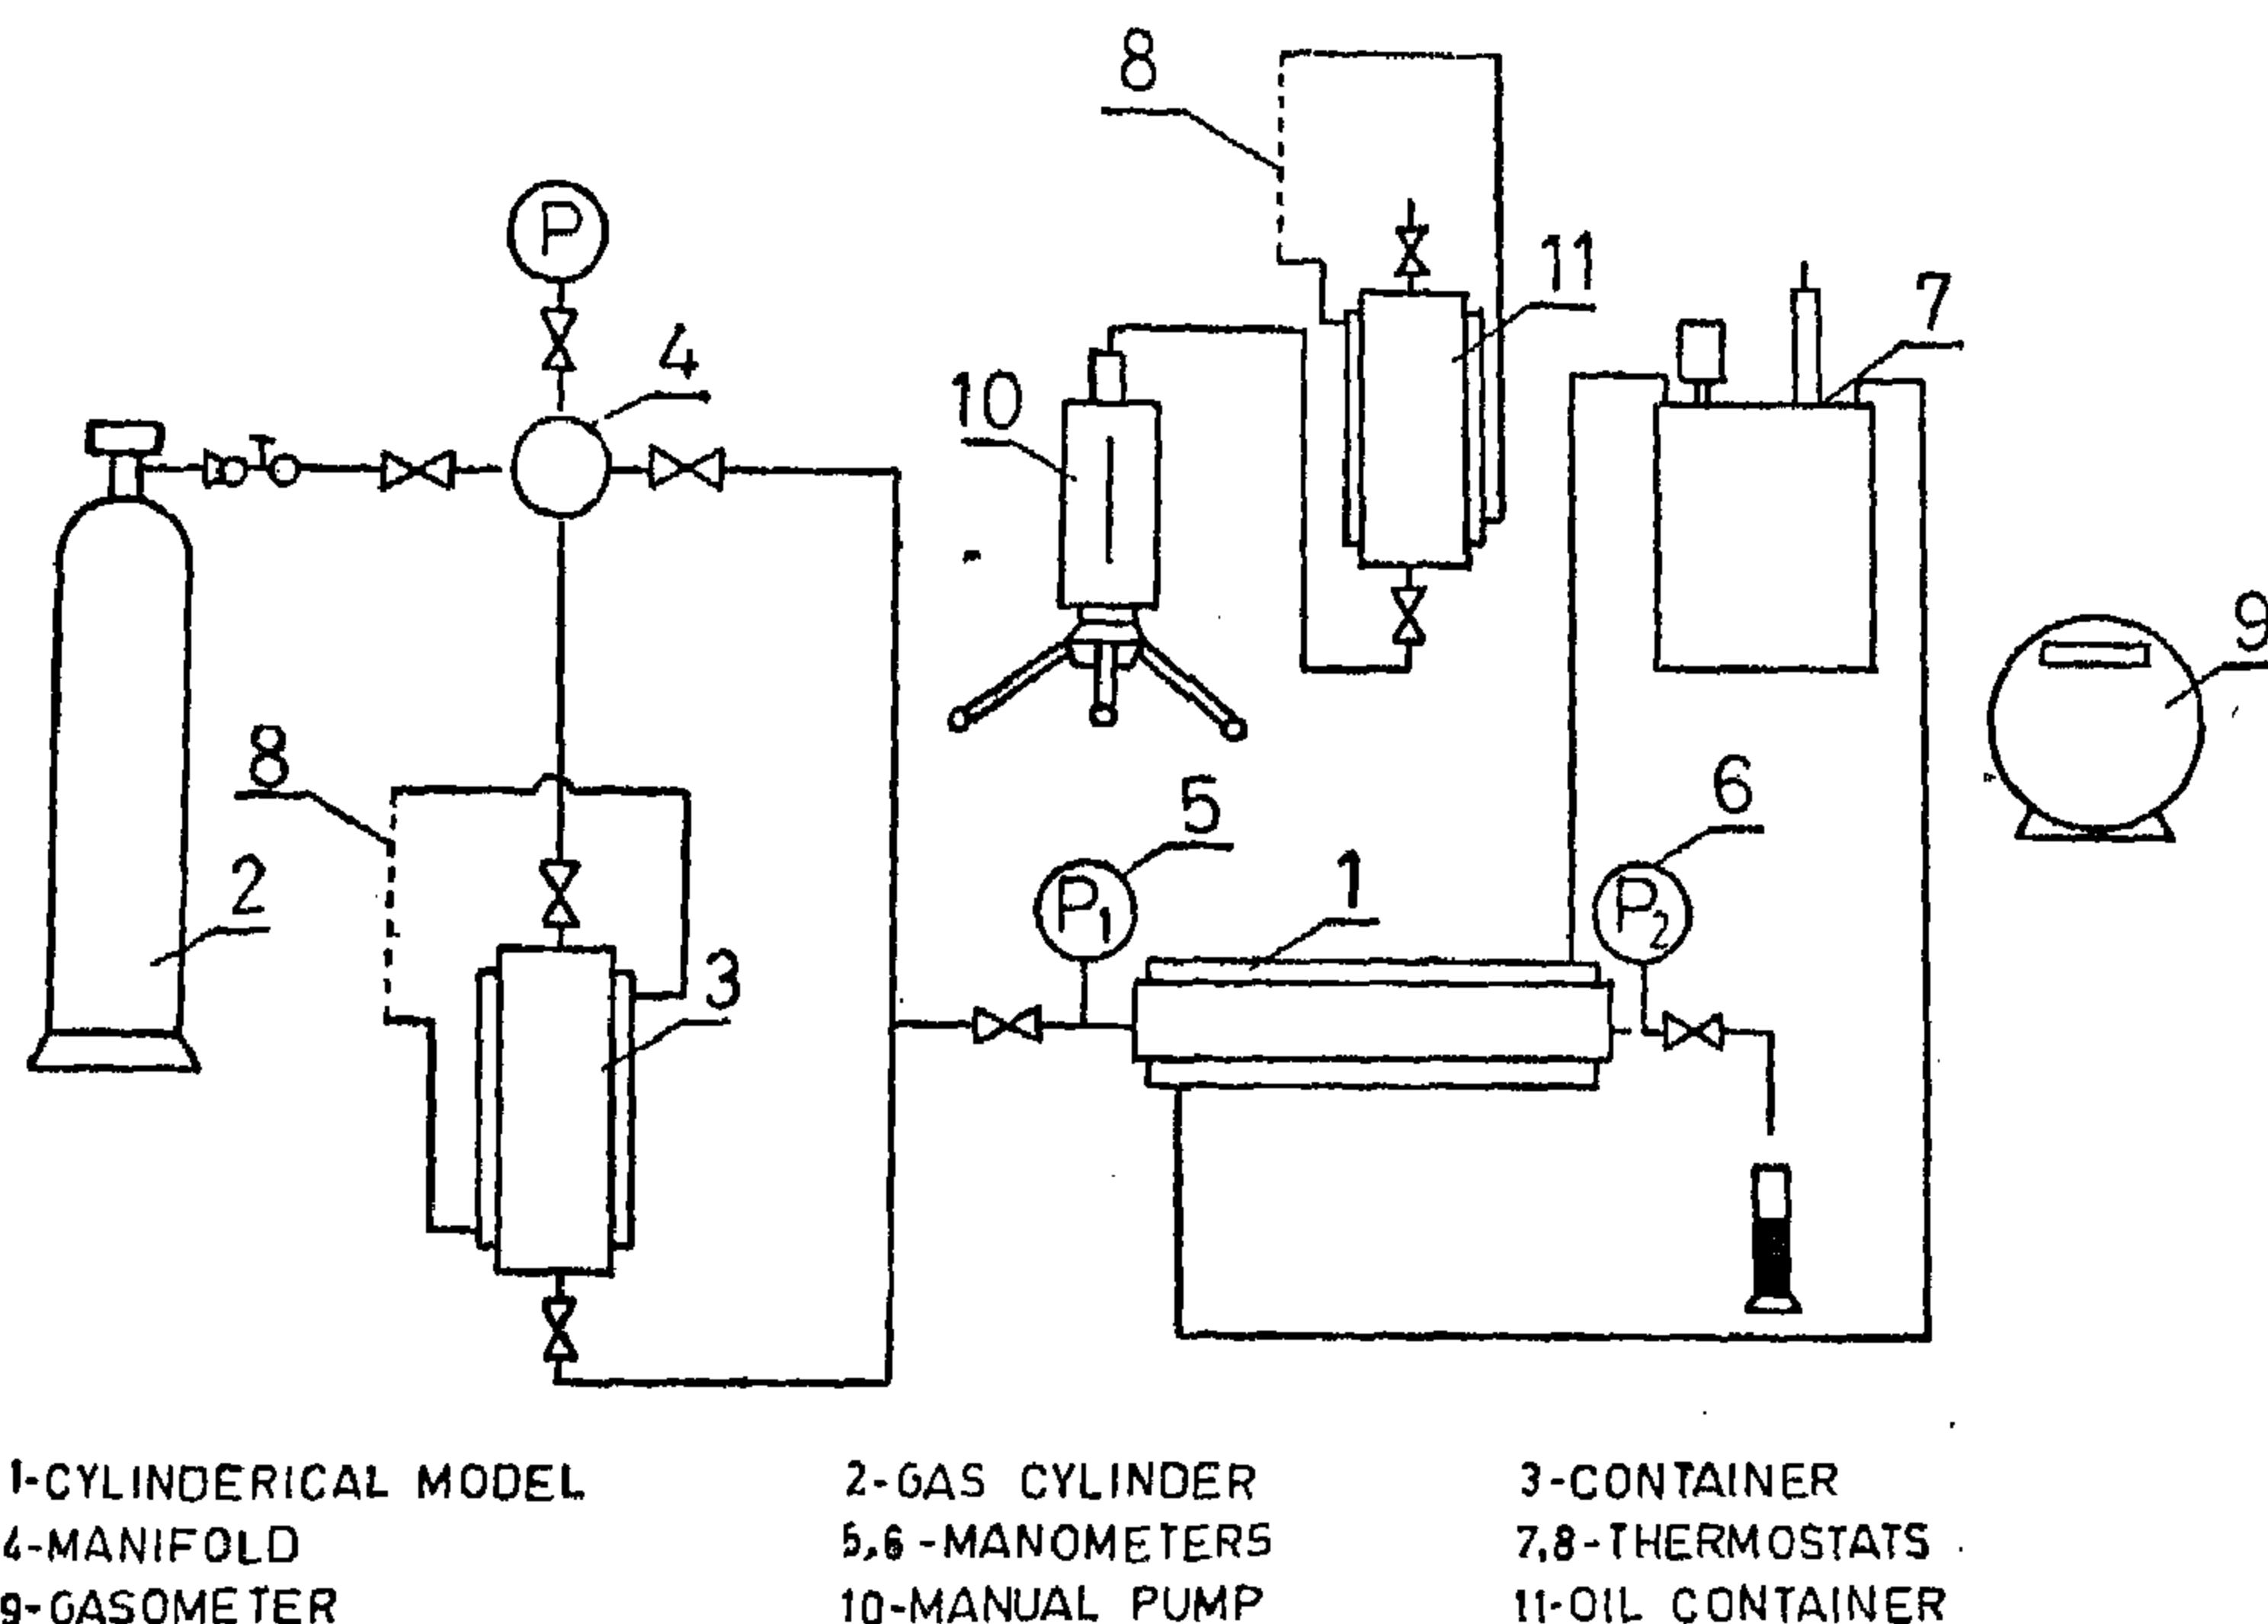 8
P
11
7
4
10
9
8
6
5
2
1
P1
P2
3
1-CYLINDERICAL MODEL 2-GAS CYLINDER 3-CONTAINER
4-MANIFOLD 5,6-MANOMETERS 7,8-THERMOSTATS
9-GASOMETER 10-MANUAL PUMP 11-OIL CONTAINER